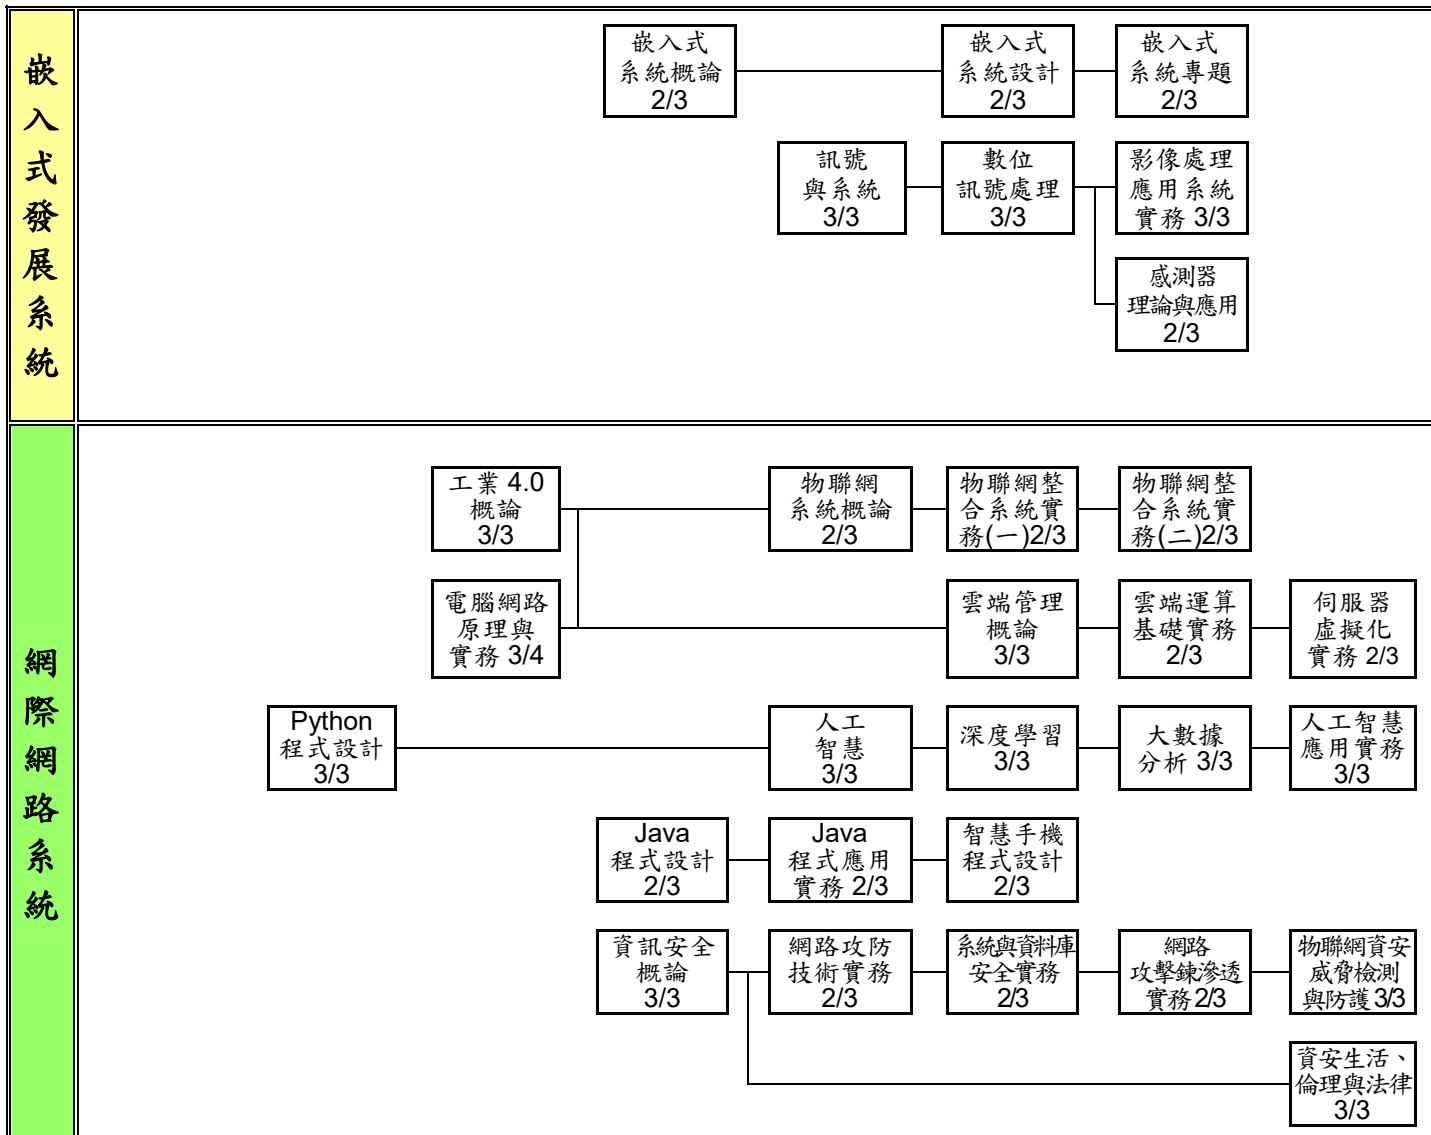 嵌入式發展系統
嵌入式
系統概論
2/3
嵌入式
系統設計
2/3
嵌入式
系統專題
2/3
訊號
與系統
3/3
數位
訊號處理
3/3
影像處理
應用系統
實務 3/3
感測器
理論與應用
2/3
網際網路系統
工業 4.0
概論
3/3
物聯網
系統概論
2/3
物聯網整
合系統實
務(一)2/3
物聯網整
合系統實
務(二)2/3
電腦網路
原理與
實務 3/4
雲端管理
概論
3/3
雲端運算
基礎實務
2/3
伺服器
虛擬化
實務 2/3
Python
程式設計
3/3
人工
智慧
3/3
深度學習
3/3
大數據
分析 3/3
人工智慧
應用實務
3/3
Java
程式設計
2/3
Java
程式應用
實務 2/3
智慧手機
程式設計
2/3
資訊安全
概論
3/3
網路攻防
技術實務
2/3
系統與資料庫
安全實務
2/3
網路
攻擊鍊滲透
實務 2/3
物聯網資安
威脅檢測
與防護 3/3
資安生活、
倫理與法律
3/3